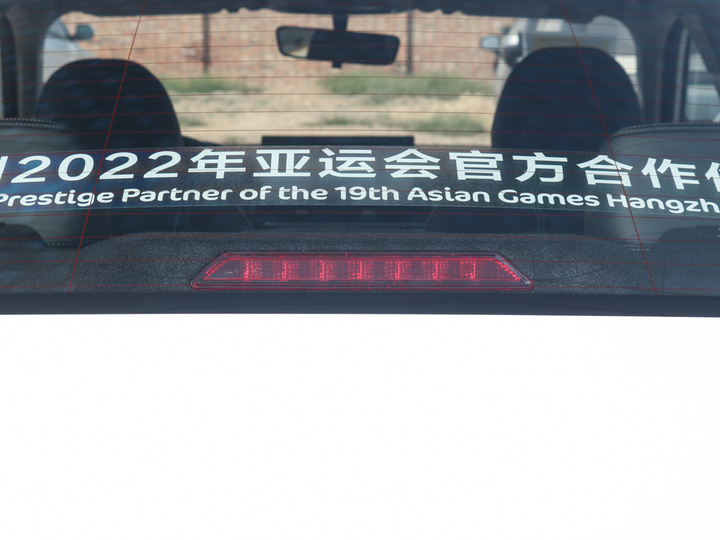 2022年亚运会官方合作
Prestige Partner of the 19th Asian Games Hangzh